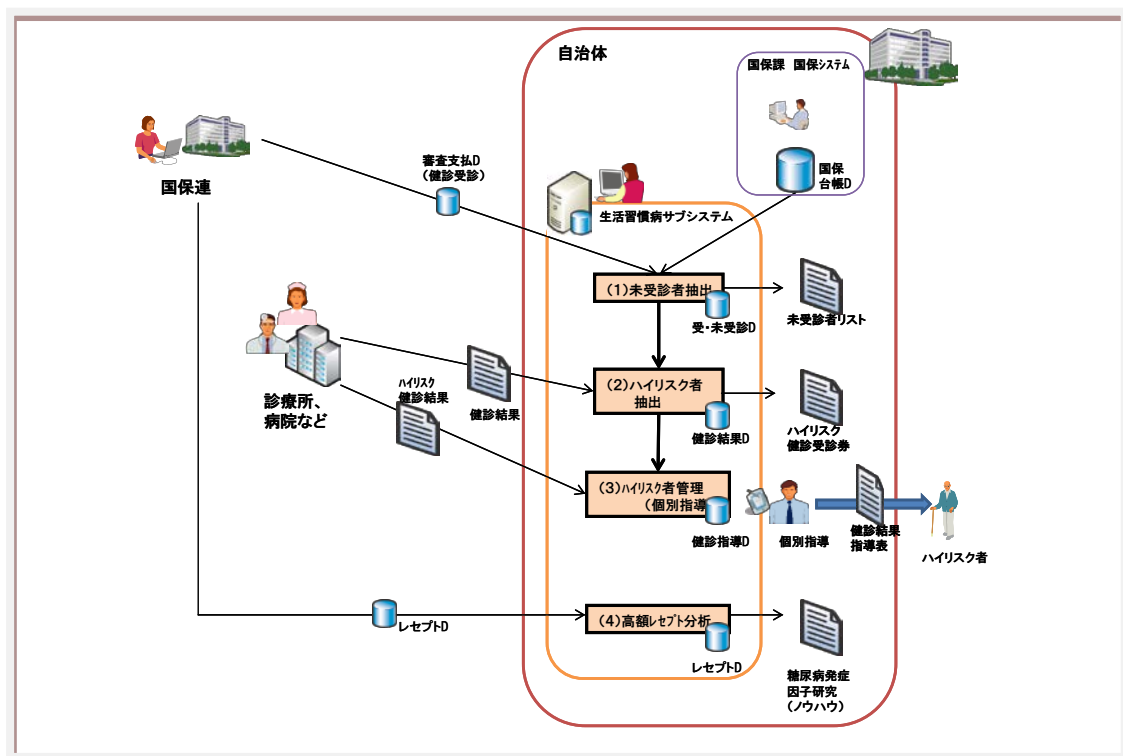 自治体
国保課 国保システム
国保
台帳D
国保連
審査支払D
(健診受診)
生活習慣病サブシステム
(1)未受診者抽出
受・未受診D
未受診者リスト
診療所、
病院など
ハイリスク
健診結果
健診結果
(2)ハイリスク者
抽出
健診結果D
ハイリスク
健診受診券
(3)ハイリスク者管理
(個別指導
健診指導D
個別指導
健診結果
指導表
ハイリスク者
レセプトD
(4)高額レセプト分析
レセプトD
糖尿病発症
因子研究
(ノウハウ)